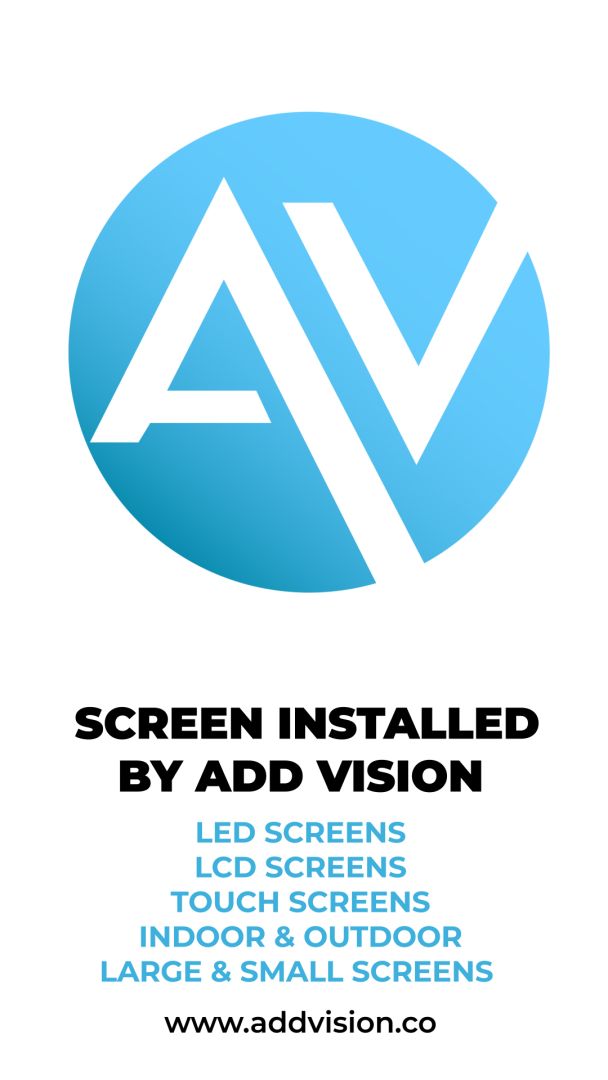 AV
SCREEN INSTALLED
BY ADD VISION
LED SCREENS
LCD SCREENS
TOUCH SCREENS
INDOOR & OUTDOOR
LARGE & SMALL SCREENS
www.addvision.co